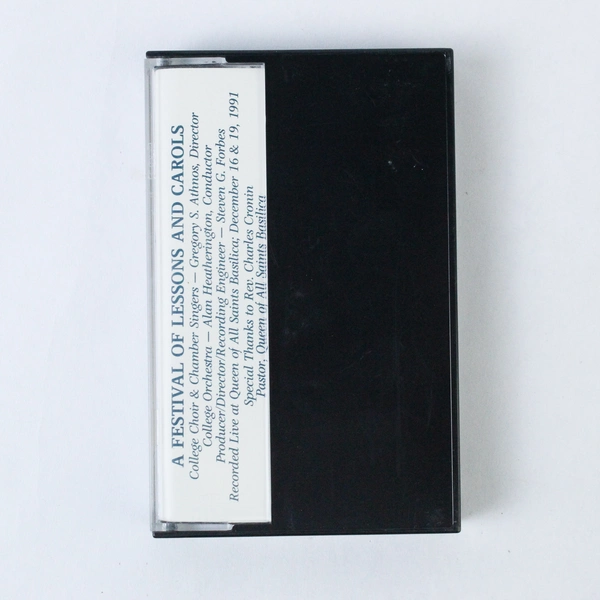 A FESTIVAL OF LESSONS AND CAROLS
College Choir & Chamber Singers — Gregory S. Athnos, Director
College Orchestra — Alan Heatherington, Conductor
Producer/Director/Recording Engineer — Steven G. Forbes
Recorded Live at Queen of All Saints Basilica; December 16 & 19, 1991
Special Thanks to Rev. Charles Cronin
Pastor, Queen of All Saints Basilica